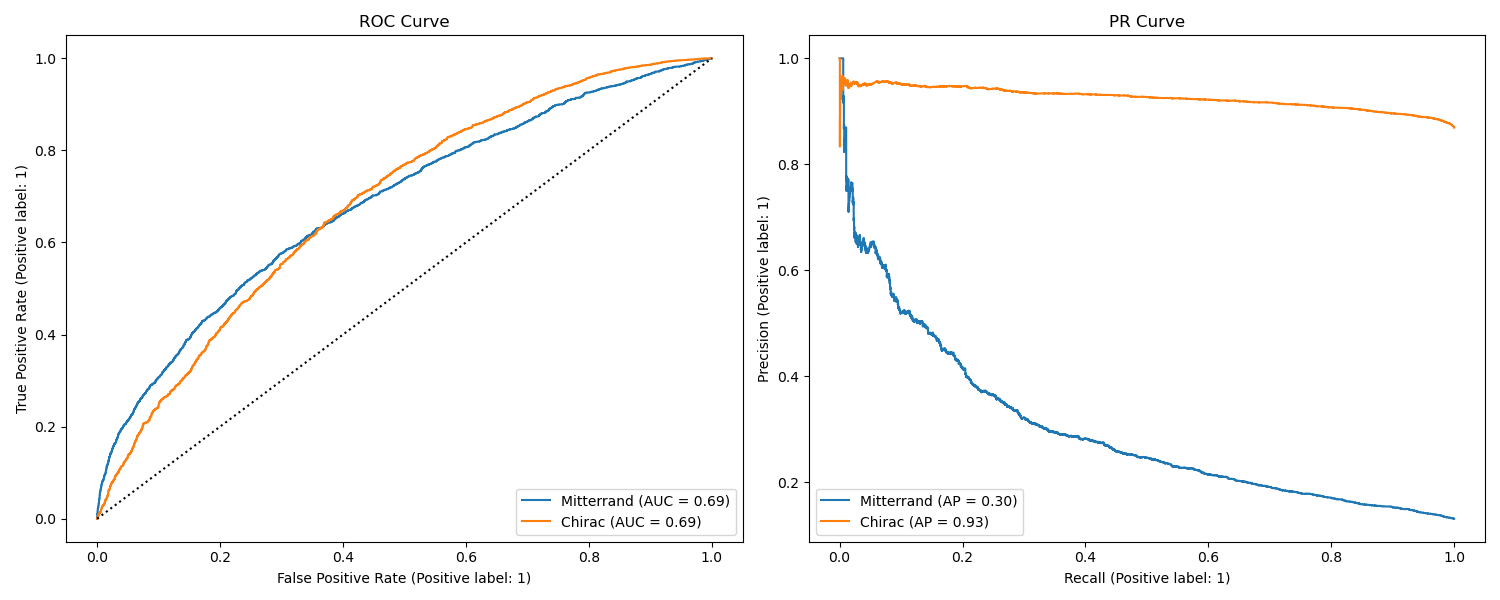 ROC Curve
True Positive Rate (Positive label: 1)
1.0
0.8
0.6
0.4
0.2
0.0
0.0 0.2 0.4 0.6 0.8 1.0
False Positive Rate (Positive label: 1)
Mitterrand (AUC = 0.69)
Chirac (AUC = 0.69)
PR Curve
Precision (Positive label: 1)
1.0
0.8
0.6
0.4
0.2
0.0 0.2 0.4 0.6 0.8 1.0
Recall (Positive label: 1)
Mitterrand (AP = 0.30)
Chirac (AP = 0.93)